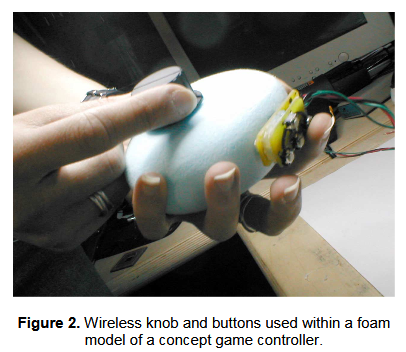 Figure 2. Wireless knob and buttons used within a foam
model of a concept game controller.